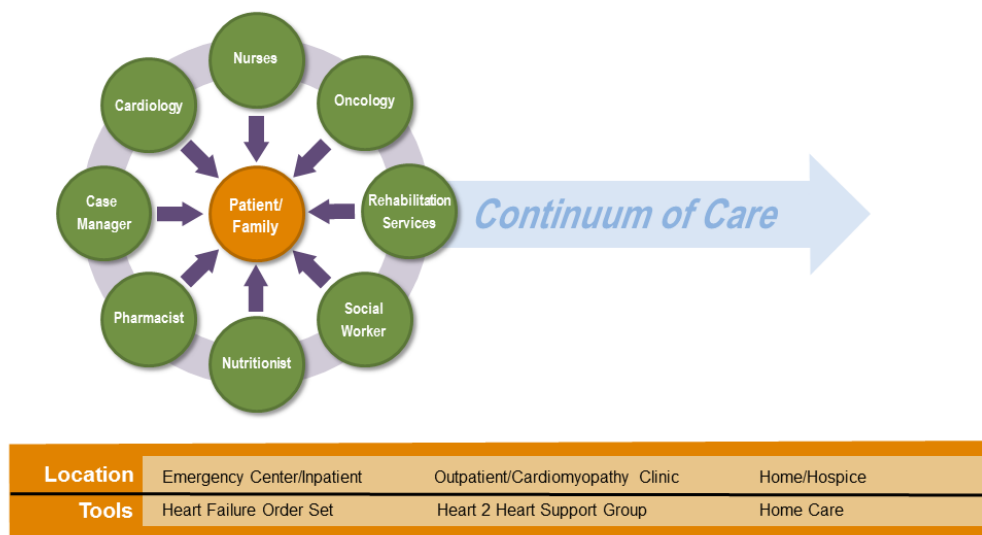 Nurses
Cardiology
Oncology
Case
Manager
Patient/
Family
Rehabilitation
Services
Continuum of Care
Pharmacist
Social
Worker
Nutritionist
Location Emergency Center/Inpatient Outpatient/Cardiomyopathy Clinic Home/Hospice
Tools Heart Failure Order Set Heart 2 Heart Support Group Home Care